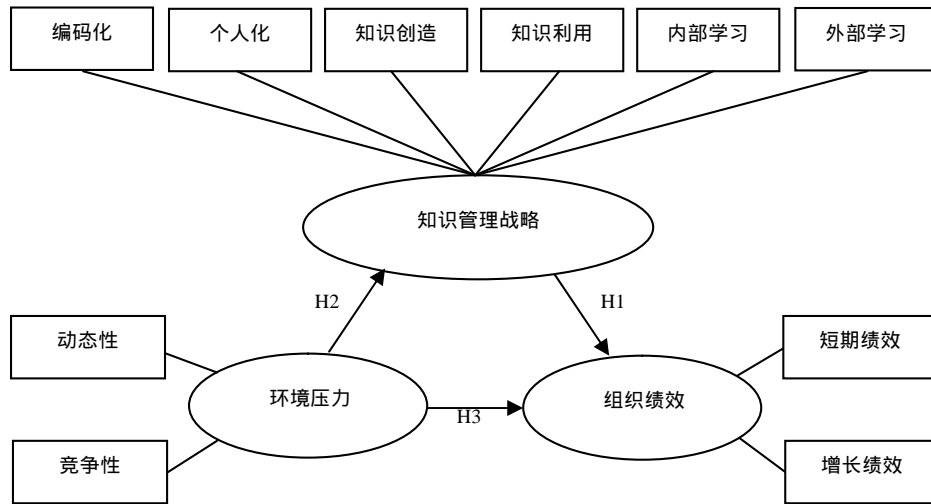 编码化
个人化
知识创造
知识利用
内部学习
外部学习
知识管理战略
H2
H1
动态性
短期绩效
环境压力
组织绩效
H3
竞争性
增长绩效